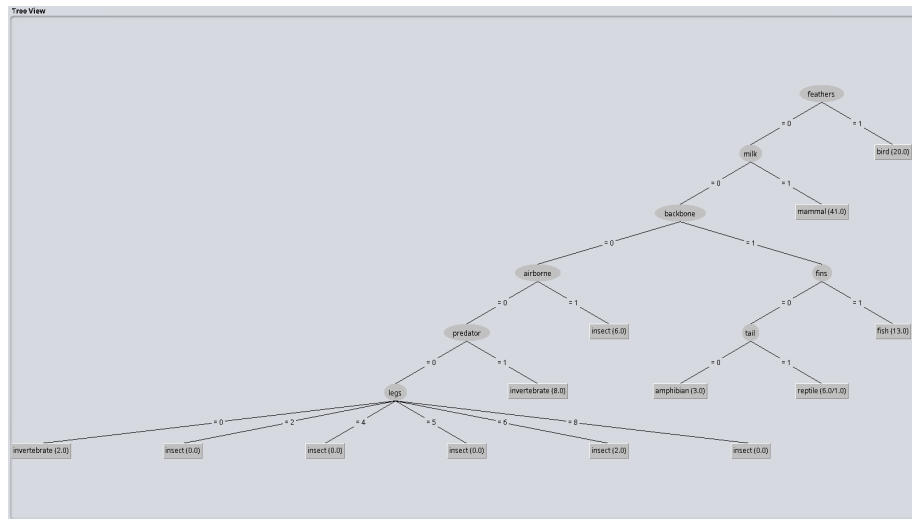 Tree View
feathers
= 0
= 1
milk
bird (20.0)
= 0
= 1
backbone
mammal (41.0)
= 0
= 1
airborne
fins
= 0
= 1
= 0
= 1
predator
insect (6.0)
tail
fish (13.0)
= 0
= 1
= 0
= 1
legs
invertebrate (8.0)
amphibian (3.0)
reptile (6.0/1.0)
= 0
= 2
= 4
= 5
= 6
= 8
invertebrate (2.0)
insect (0.0)
insect (0.0)
insect (0.0)
insect (2.0)
insect (0.0)